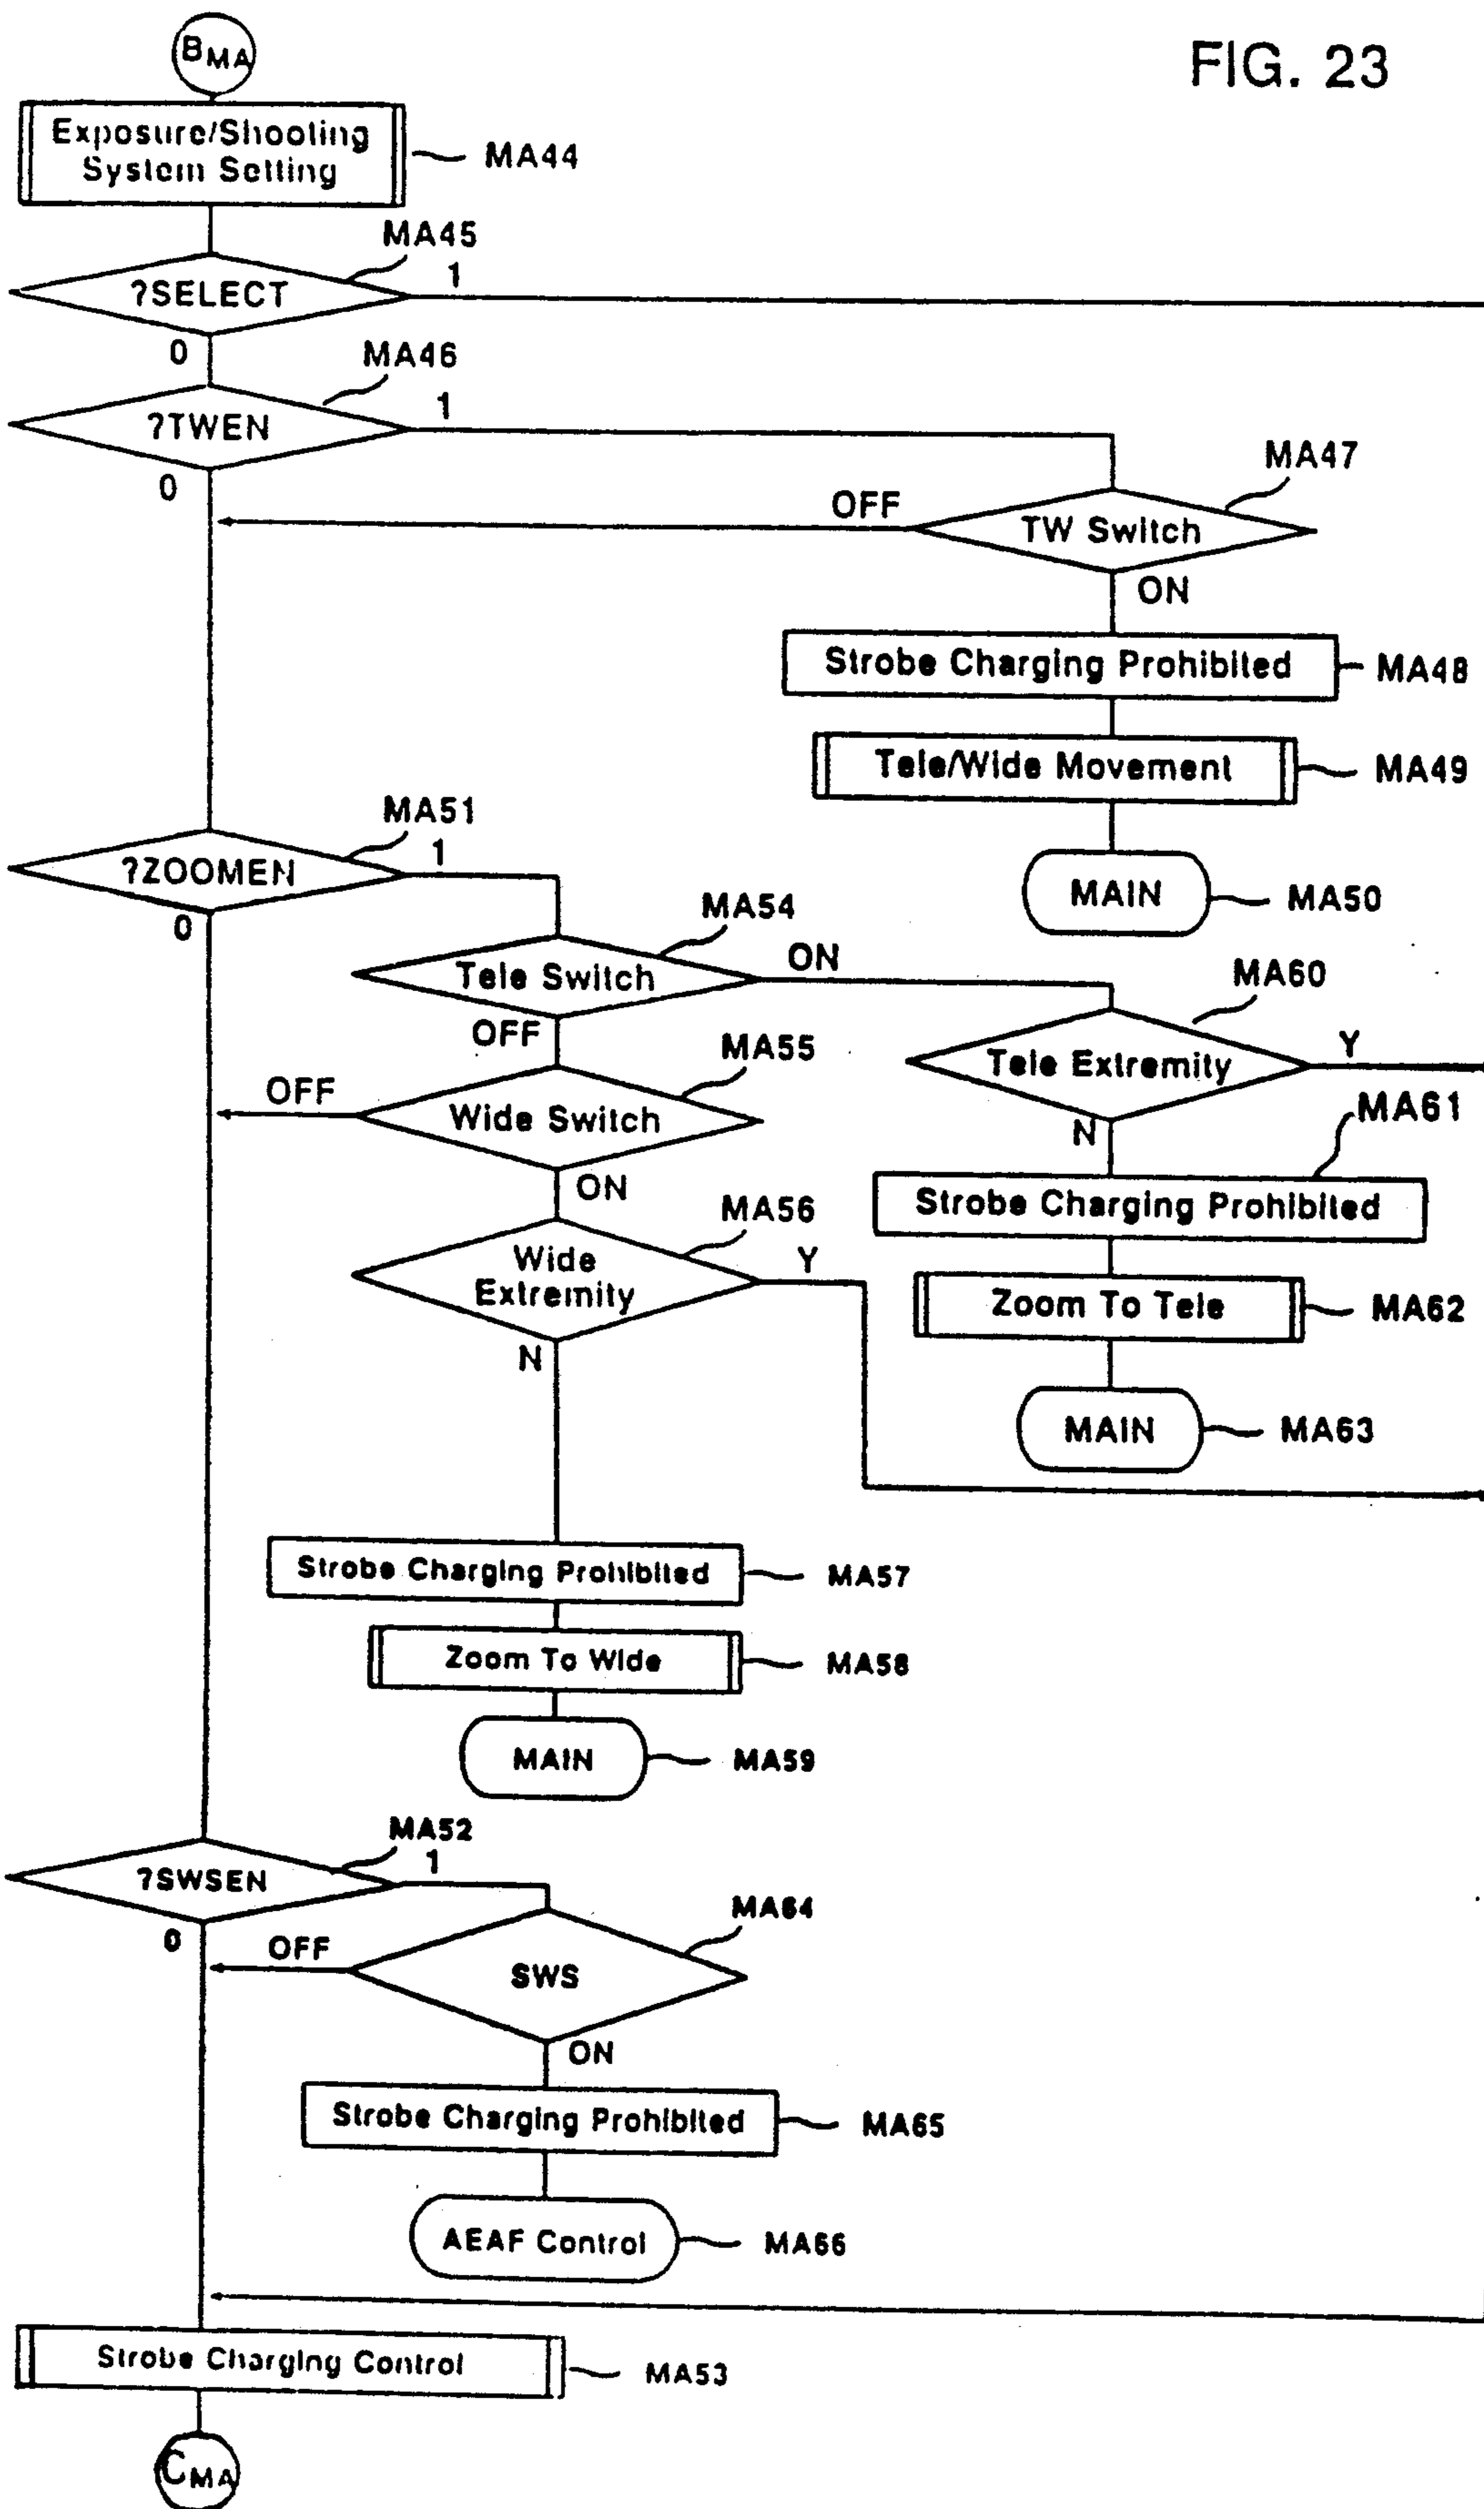 FIG. 23
BMA
Exposure/Shooting
System Setting
MA44
MA45
?SELECT
1
0
MA46
?TWEN
1
0
MA47
TW Switch
OFF
ON
Strobe Charging Prohibited
MA48
Tele/Wide Movement
MA49
MAIN
MA50
MA51
?ZOOMEN
1
0
MA54
Tele Switch
ON
OFF
MA60
Tele Extremity
Y
N
MA55
Wide Switch
OFF
ON
MA61
Strobe Charging Prohibited
MA56
Wide
Extremity
Y
N
Zoom To Tele
MA62
MAIN
MA63
Strobe Charging Prohibited
MA57
Zoom To Wide
MA58
MAIN
MA59
MA52
?SWSEN
1
0
MA64
SWS
OFF
ON
Strobe Charging Prohibited
MA65
AEAF Control
MA66
Strobe Charging Control
MA53
CMA